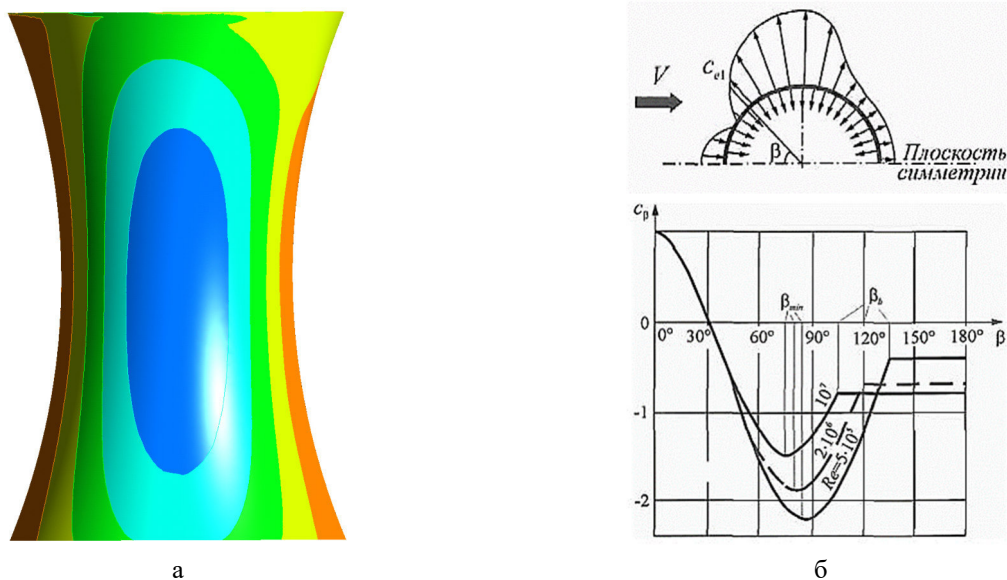 V
c_e1
β
Плоскость
симметрии
c_β
β_min
β_b
0
0°
30°
60°
90°
120°
150°
180°
β
-1
-2
10⁷
2·10⁶
Re=5·10⁵
а
б